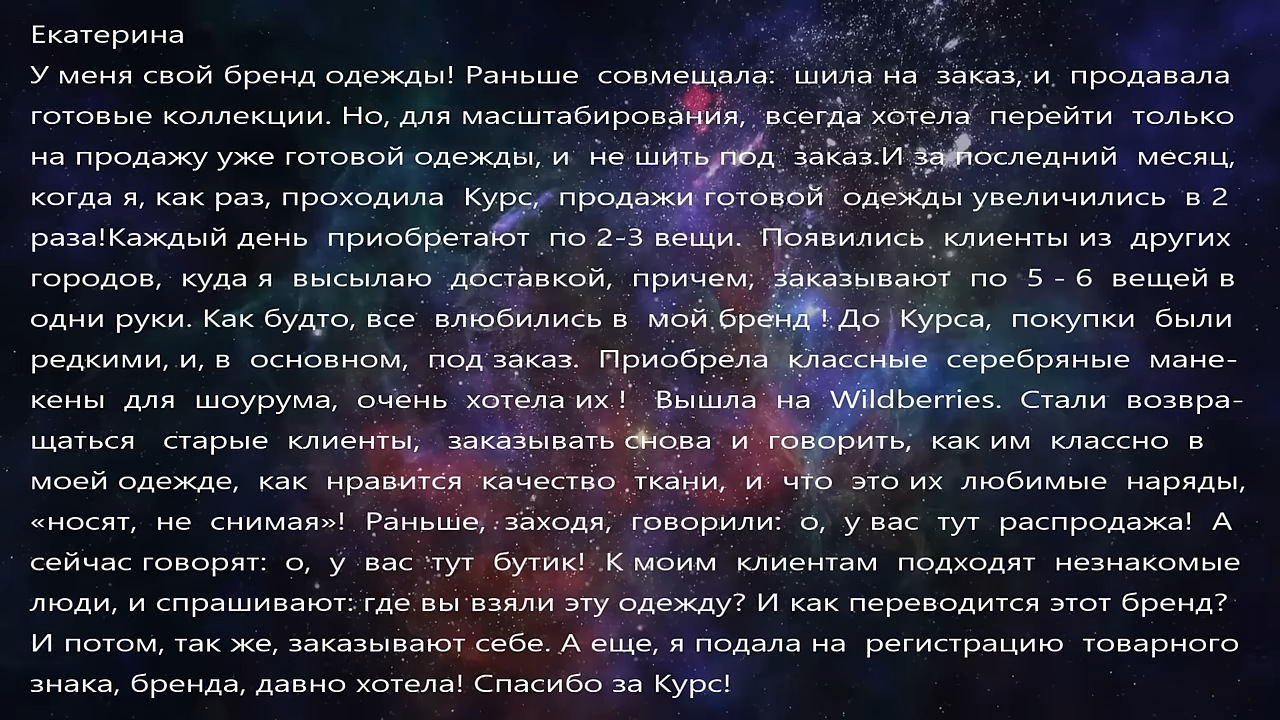 Екатерина
У меня свой бренд одежды! Раньше совмещала: шила на заказ, и продавала
готовые коллекции. Но, для масштабирования, всегда хотела перейти только
на продажу уже готовой одежды, и не шить под заказ.И за последний месяц,
когда я, как раз, проходила Курс, продажи готовой одежды увеличились в 2
раза!Каждый день приобретают по 2-3 вещи. Появились клиенты из других
городов, куда я высылаю доставкой, причем, заказывают по 5 - 6 вещей в
одни руки. Как будто, все влюбились в мой бренд ! До Курса, покупки были
редкими, и, в основном, под заказ. Приобрела классные серебряные мане-
кены для шоурума, очень хотела их ! Вышла на Wildberries. Стали возвра-
щаться старые клиенты, заказывать снова и говорить, как им классно в
моей одежде, как нравится качество ткани, и что это их любимые наряды,
«носят, не снимая»! Раньше, заходя, говорили: о, у вас тут распродажа! А
сейчас говорят: о, у вас тут бутик! К моим клиентам подходят незнакомые
люди, и спрашивают: где вы взяли эту одежду? И как переводится этот бренд?
И потом, так же, заказывают себе. А еще, я подала на регистрацию товарного
знака, бренда, давно хотела! Спасибо за Курс!